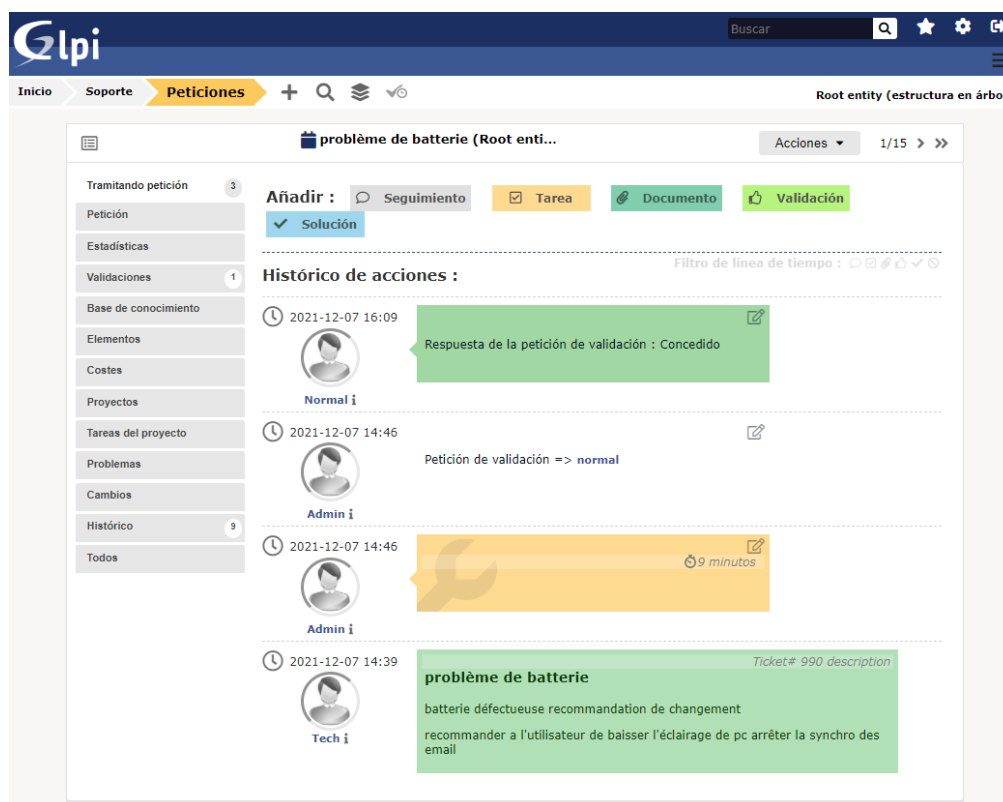 Glpi
Buscar
Inicio Soporte Peticiones
Root entity (estructura en árbo
problème de batterie (Root enti...
Acciones
1/15
Tramitando petición 3
Petición
Estadísticas
Validaciones 1
Base de conocimiento
Elementos
Costes
Proyectos
Tareas del proyecto
Problemas
Cambios
Histórico 9
Todos
Añadir :
Seguimiento
Tarea
Documento
Validación
Solución
Filtro de línea de tiempo :
Histórico de acciones :
2021-12-07 16:09
Respuesta de la petición de validación : Concedido
Normal i
2021-12-07 14:46
Petición de validación => normal
Admin i
2021-12-07 14:46
9 minutos
Admin i
2021-12-07 14:39
Ticket# 990 description
problème de batterie
batterie défectueuse recommandation de changement
recommander a l'utilisateur de baisser l'éclairage de pc arrêter la synchro des
email
Tech i